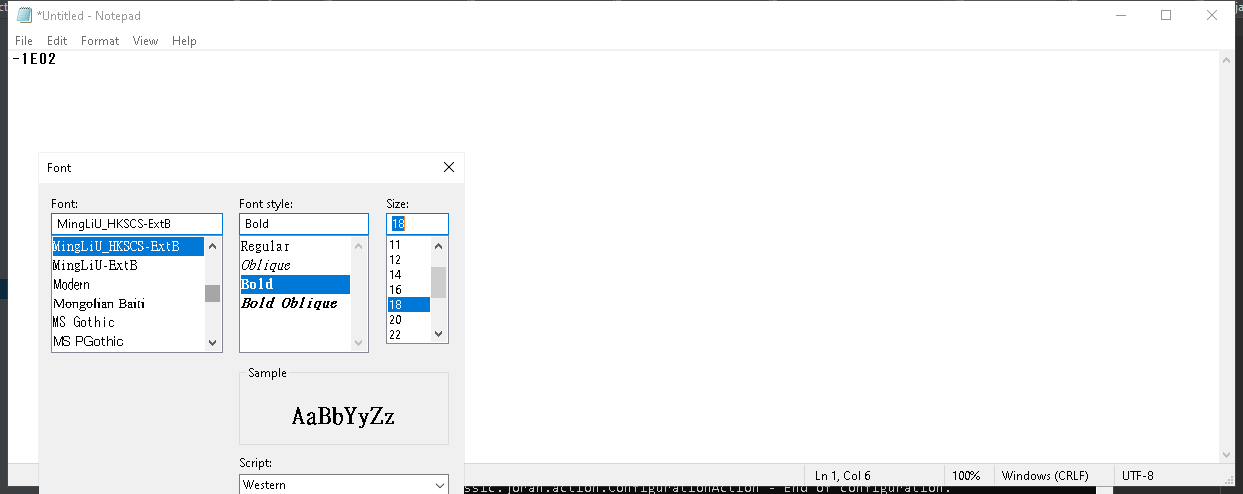 *Untitled - Notepad
File Edit Format View Help
-1E02
Font
Font: Font style: Size:
MingLiU_HKSCS-ExtB Bold 18
MingLiU_HKSCS-ExtB Regular 11
MingLiU-ExtB Oblique 12
Modern Bold 14
Mongolian Baiti Bold Oblique 16
MS Gothic 18
MS PGothic 20
22
Sample
AaBbYyZz
Script:
Western
Ln 1, Col 6 100% Windows (CRLF) UTF-8
ssic.joran.action.ConfigurationAction - End of configuration.